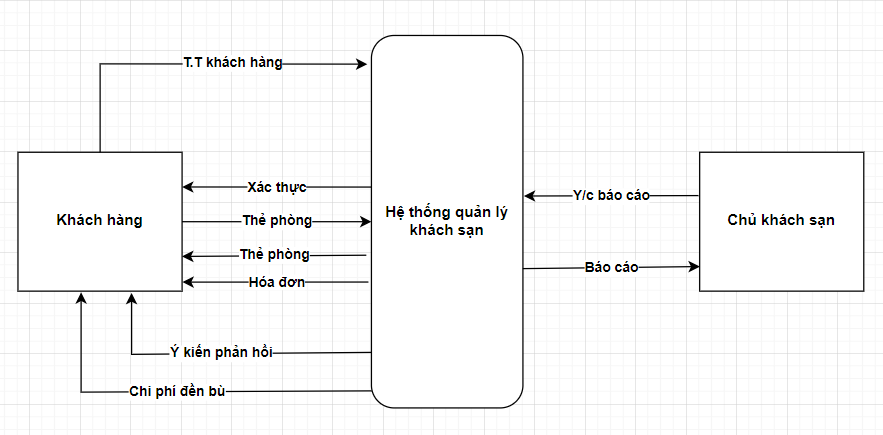 T.T khách hàng
Xác thực
Y/c báo cáo
Khách hàng
Thẻ phòng
Hệ thống quản lý
khách sạn
Chủ khách sạn
Thẻ phòng
Báo cáo
Hóa đơn
Ý kiến phản hồi
Chi phí đền bù